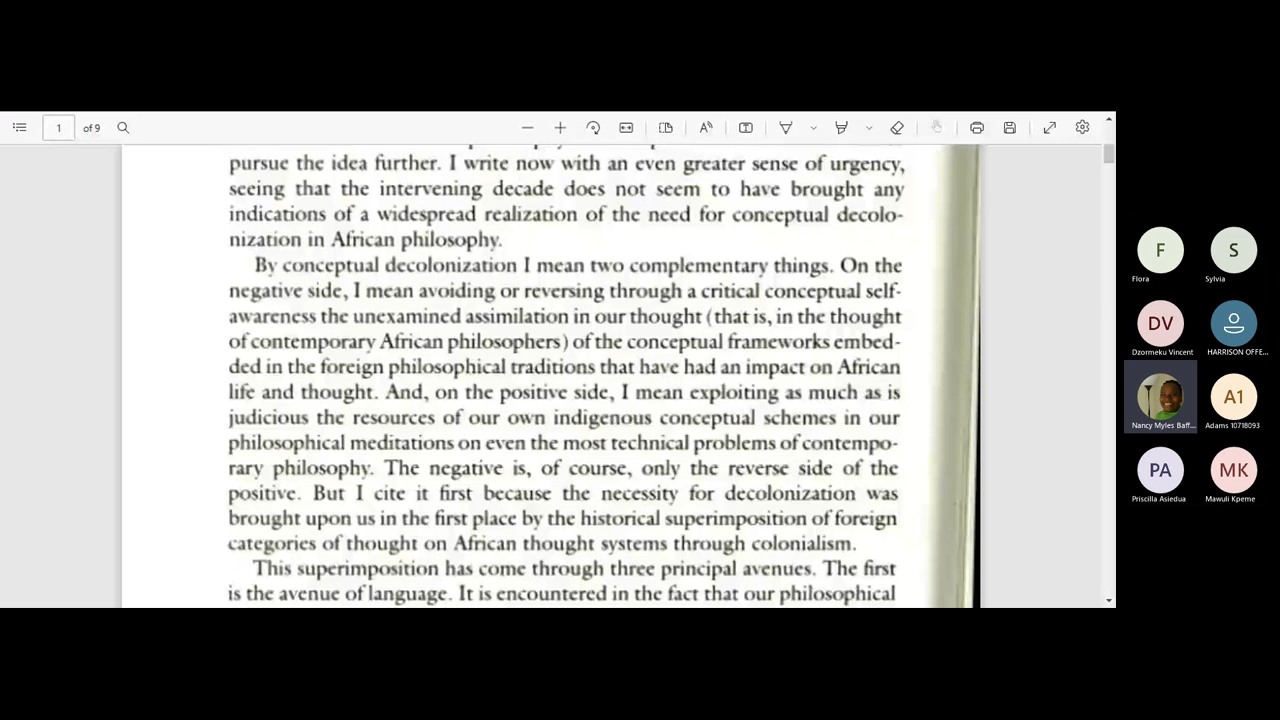 1
of 9
pursue the idea further. I write now with an even greater sense of urgency,
seeing that the intervening decade does not seem to have brought any
indications of a widespread realization of the need for conceptual decolo-
nization in African philosophy.
By conceptual decolonization I mean two complementary things. On the
negative side, I mean avoiding or reversing through a critical conceptual self-
awareness the unexamined assimilation in our thought (that is, in the thought
of contemporary African philosophers) of the conceptual frameworks embed-
ded in the foreign philosophical traditions that have had an impact on African
life and thought. And, on the positive side, I mean exploiting as much as is
judicious the resources of our own indigenous conceptual schemes in our
philosophical meditations on even the most technical problems of contempo-
rary philosophy. The negative is, of course, only the reverse side of the
positive. But I cite it first because the necessity for decolonization was
brought upon us in the first place by the historical superimposition of foreign
categories of thought on African thought systems through colonialism.
This superimposition has come through three principal avenues. The first
is the avenue of language. It is encountered in the fact that our philosophical
F
S
Flora
Sylvia
DV
Dzormeku Vincent
HARRISON OFFE...
A1
Nancy Myles Baff...
Adams 10718093
PA
MK
Priscilla Asiedua
Mawuli Kpeme